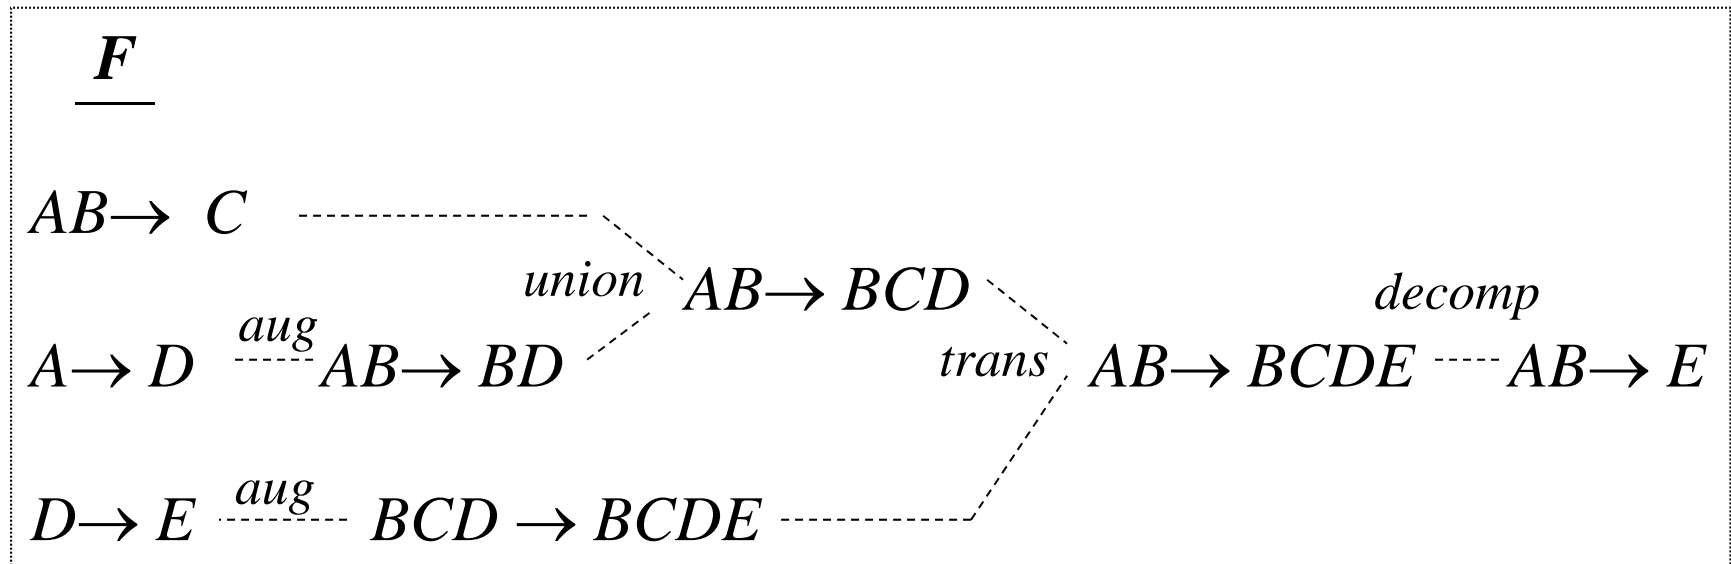 F
AB→ C
union AB→ BCD
decomp
A→ D aug AB→ BD
trans AB→ BCDE AB→ E
D→ E aug BCD → BCDE